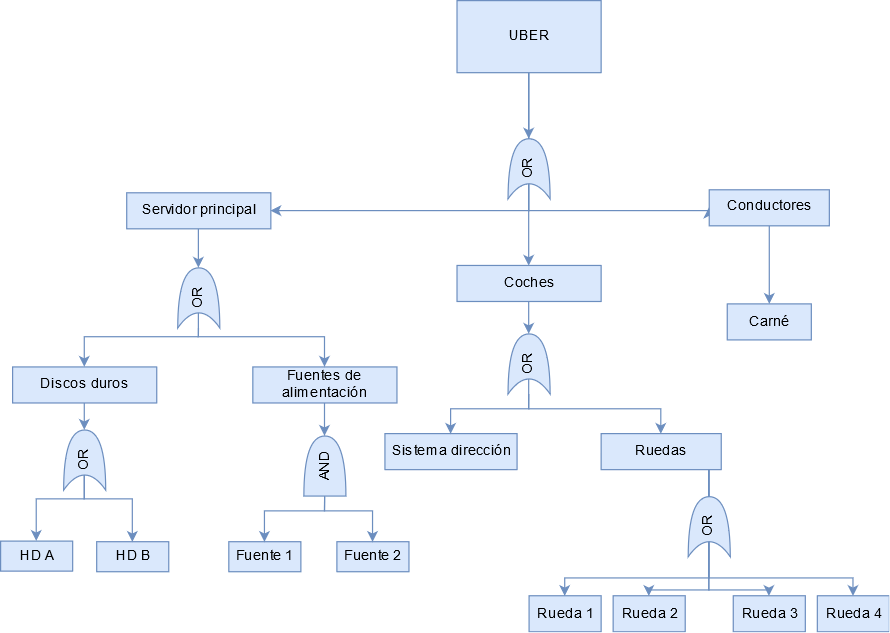 UBER
OR
Servidor principal
Conductores
OR
Coches
Carné
OR
Discos duros
Fuentes de
alimentación
OR
AND
Sistema dirección
Ruedas
OR
HD A
HD B
Fuente 1
Fuente 2
Rueda 1
Rueda 2
Rueda 3
Rueda 4